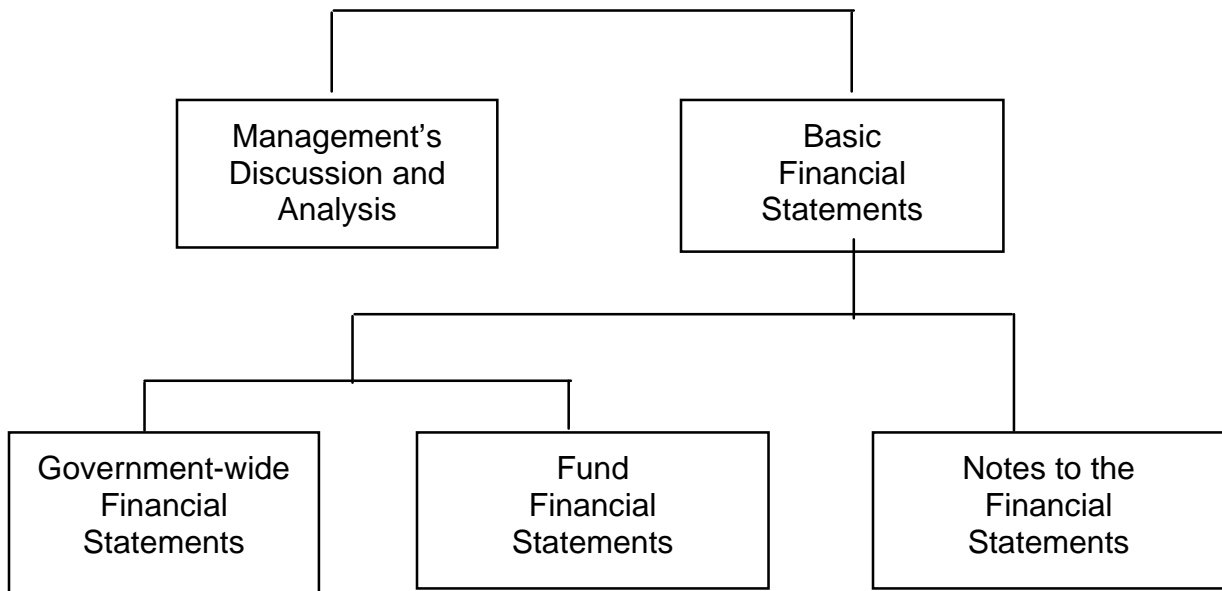 Management’s
Discussion and
Analysis
Basic
Financial
Statements
Government-wide
Financial
Statements
Fund
Financial
Statements
Notes to the
Financial
Statements